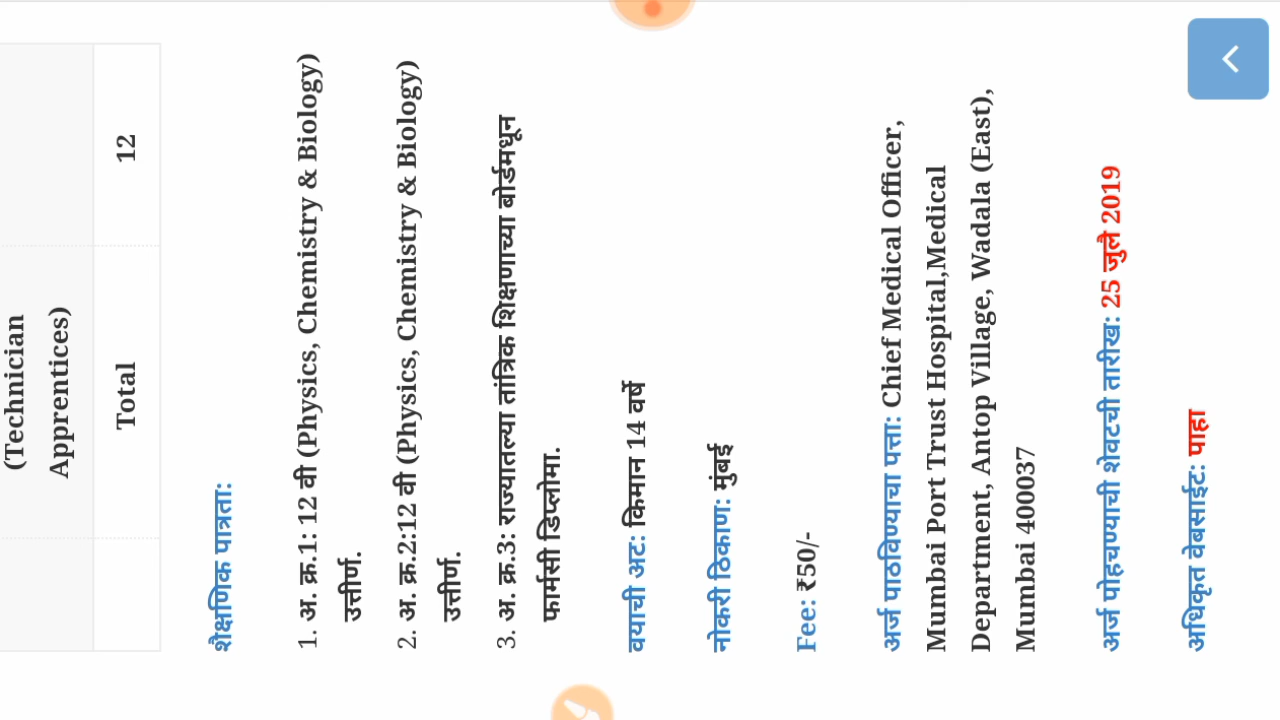 (Technician
Apprentices)
Total 12
शैक्षणिक पात्रता:
1. अ. क्र.1: 12 वी (Physics, Chemistry & Biology)
उत्तीर्ण.
2. अ. क्र.2:12 वी (Physics, Chemistry & Biology)
उत्तीर्ण.
3. अ. क्र.3: राज्यातल्या तांत्रिक शिक्षणाच्या बोर्डमधून
फार्मसी डिप्लोमा.
वयाची अट: किमान 14 वर्षे
नोकरी ठिकाण: मुंबई
Fee: ₹50/-
अर्ज पाठविण्याचा पत्ता: Chief Medical Officer,
Mumbai Port Trust Hospital,Medical
Department, Antop Village, Wadala (East),
Mumbai 400037
अर्ज पोहचण्याची शेवटची तारीख: 25 जुलै 2019
अधिकृत वेबसाईट: पाहा